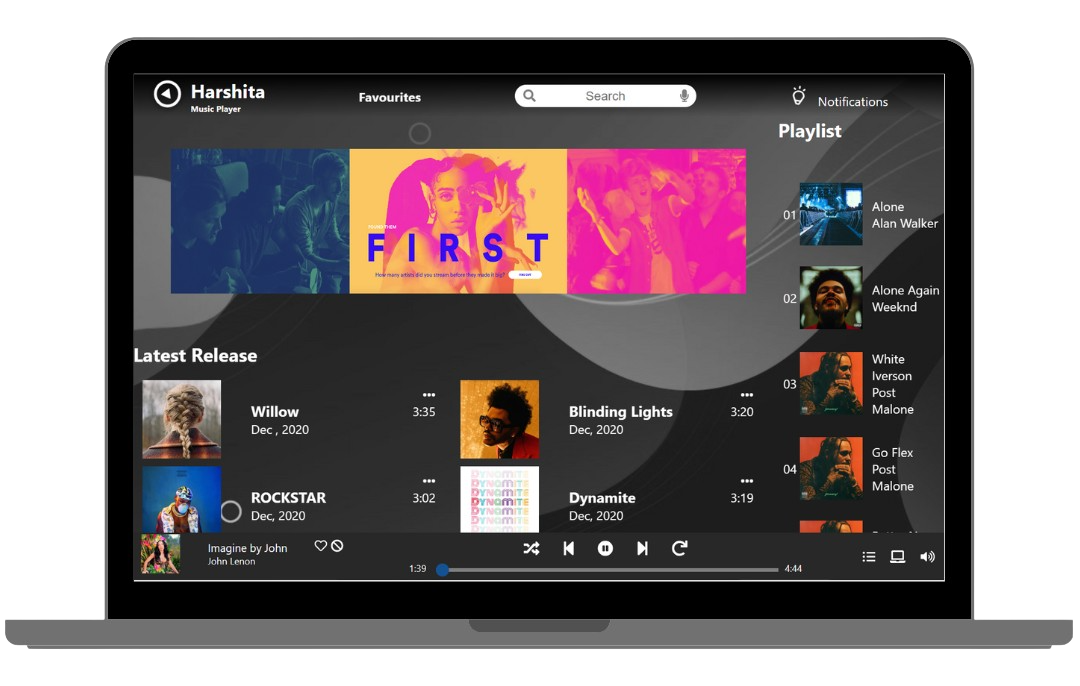 Harshita
Music Player
Favourites
Search
Notifications
Playlist
FIRST
How many artists did you stream before they made it big?
01
Alone
Alan Walker
02
Alone Again
Weeknd
03
White
Iverson
Post
Malone
04
Go Flex
Post
Malone
Latest Release
Willow
Dec , 2020
3:35
Blinding Lights
Dec, 2020
3:20
ROCKSTAR
Dec, 2020
3:02
DYNAMITE
DYNAMITE
DYNAMITE
DYNAMITE
DYNAMITE
DYNAMITE
Dynamite
Dec, 2020
3:19
Imagine by John
John Lenon
1:39
4:44